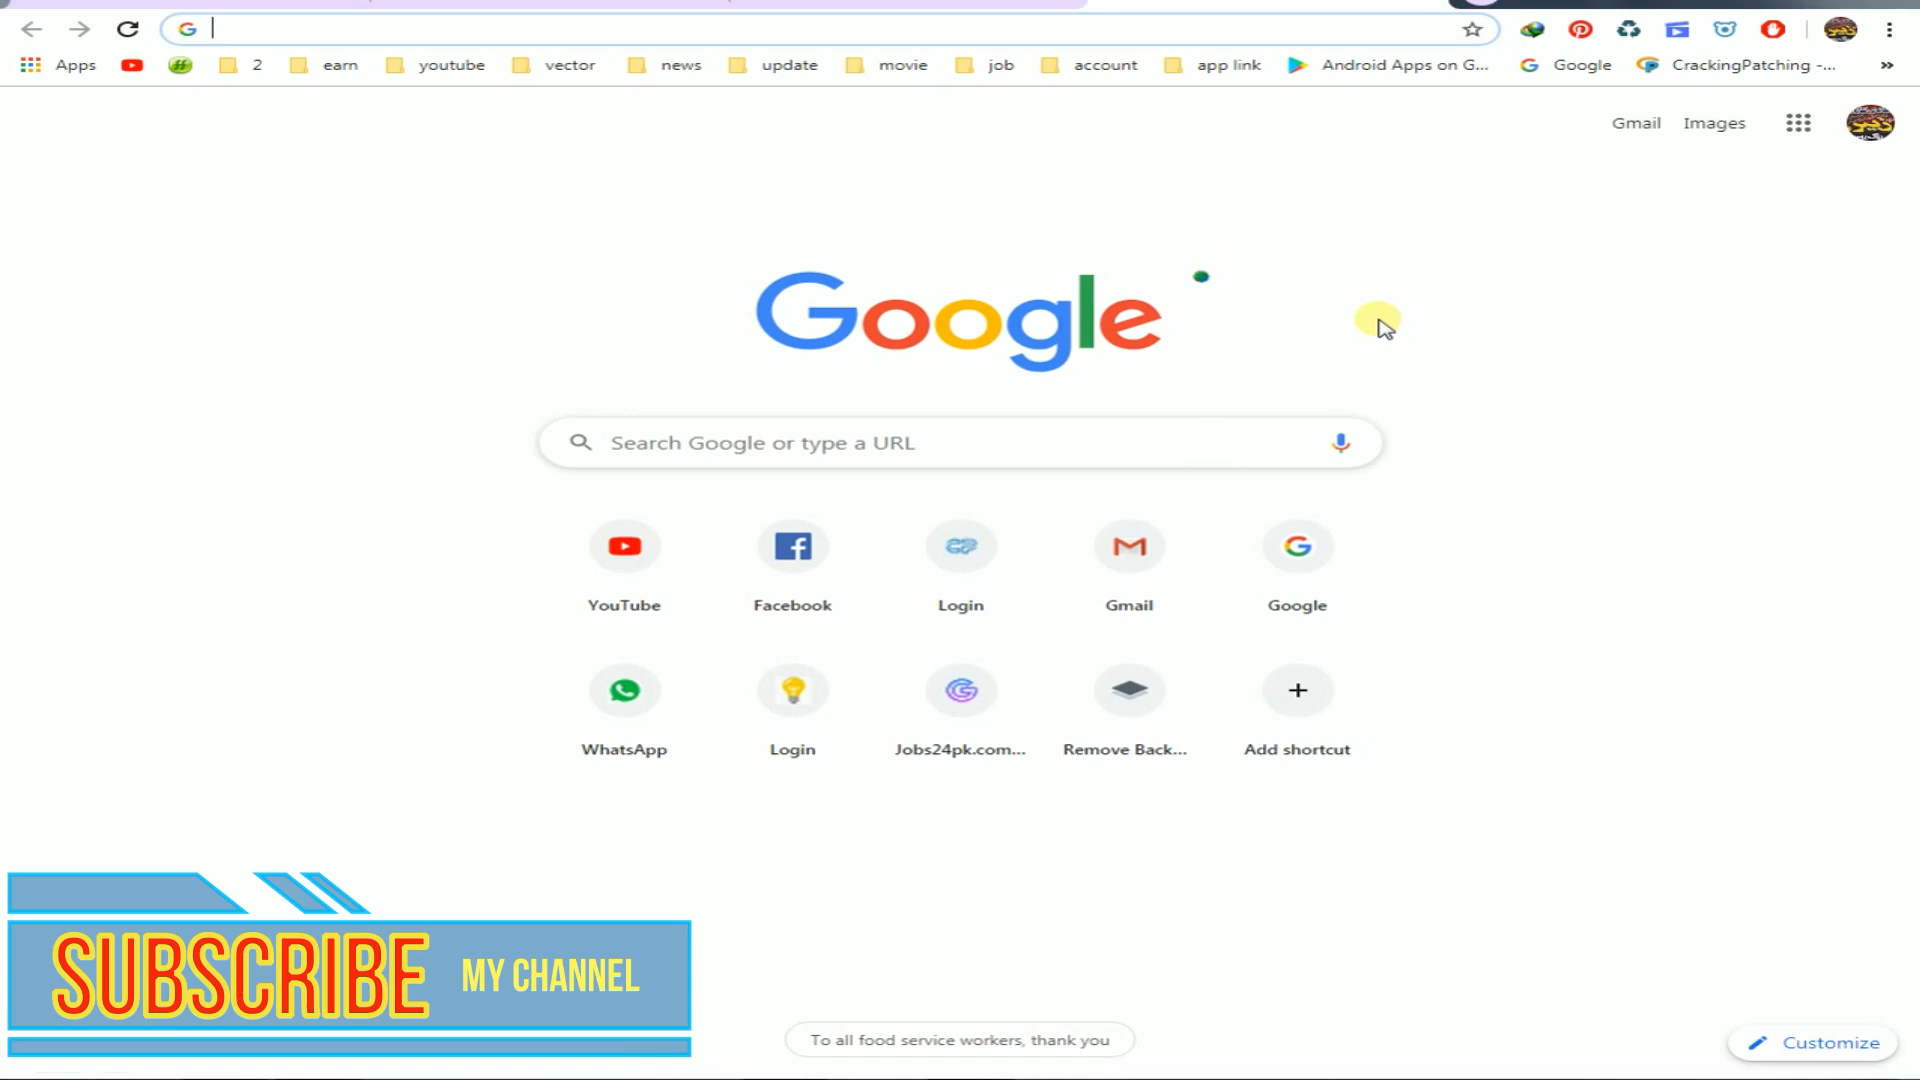 Apps 2 earn youtube vector news update movie job account app link Android Apps on G... Google CrackingPatching -... »
Gmail Images
Google
Search Google or type a URL
YouTube Facebook Login Gmail Google
WhatsApp Login Jobs24pk.com... Remove Back... Add shortcut
SUBSCRIBE MY CHANNEL
To all food service workers, thank you
Customize